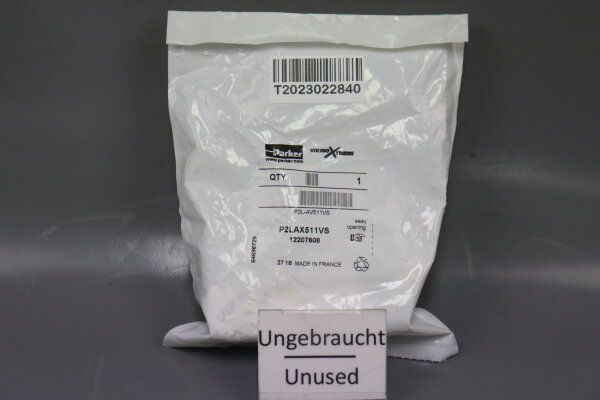 T2023022840
Parker
www.parker.com
VIKING XTREME
QTY 1
P2L-AV511VS
P2LAX511VS
12207608
easy
opening
64698725
27 18 MADE IN FRANCE
Ungebraucht
Unused